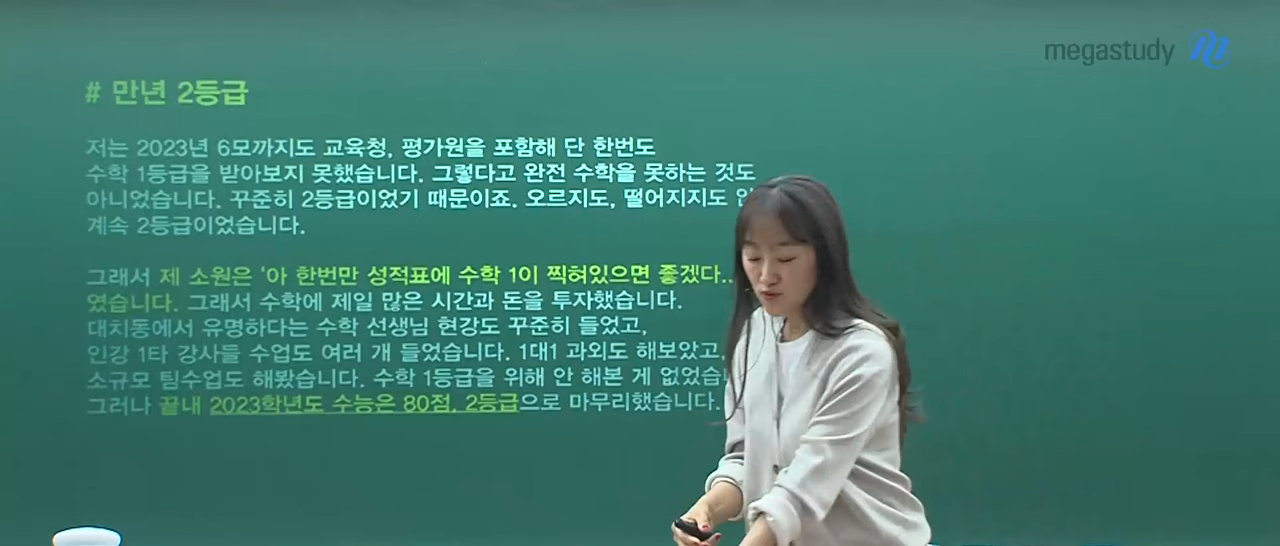 megastudy
# 만년 2등급
저는 2023년 6모까지도 교육청, 평가원을 포함해 단 한번도
수학 1등급을 받아보지 못했습니다. 그렇다고 완전 수학을 못하는 것도
아니었습니다. 꾸준히 2등급이었기 때문이죠. 오르지도, 떨어지지도
계속 2등급이었습니다.
그래서 제 소원은 '아 한번만 성적표에 수학 1이 찍혀있으면 좋겠다..
였습니다. 그래서 수학에 제일 많은 시간과 돈을 투자했습니다.
대치동에서 유명하다는 수학 선생님 현강도 꾸준히 들었고,
인강 1타 강사들 수업도 여러 개 들었습니다. 1대1 과외도 해보았고,
소규모 팀수업도 해봤습니다. 수학 1등급을 위해 안 해본 게
그러나 끝내 2023학년도 수능은 80점, 2등급으로 마무리했습니다.